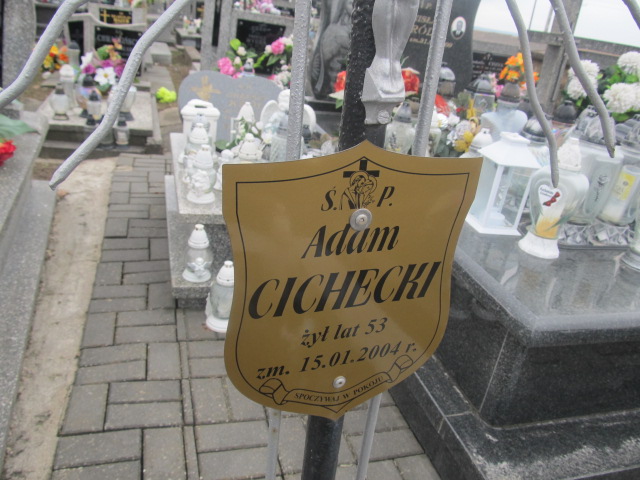 Ś. P.
Adam
CICHECKI
żył lat 53
zm. 15.01.2004 r.
SPOCZYWAJ W POKOJU